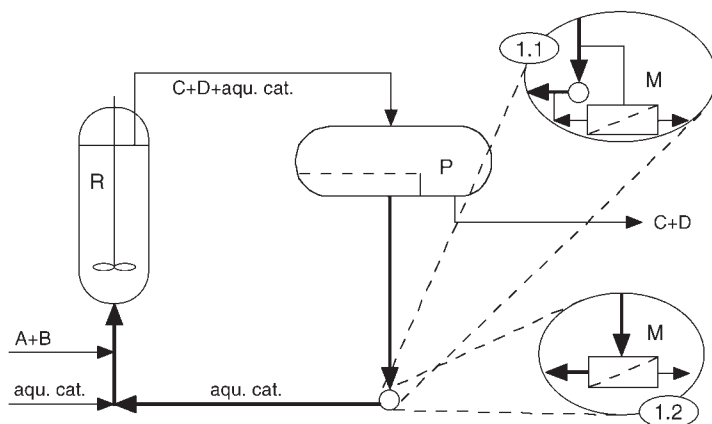 1.1
M
C+D+aqu. cat.
R
P
C+D
A+B
M
aqu. cat.
aqu. cat.
1.2